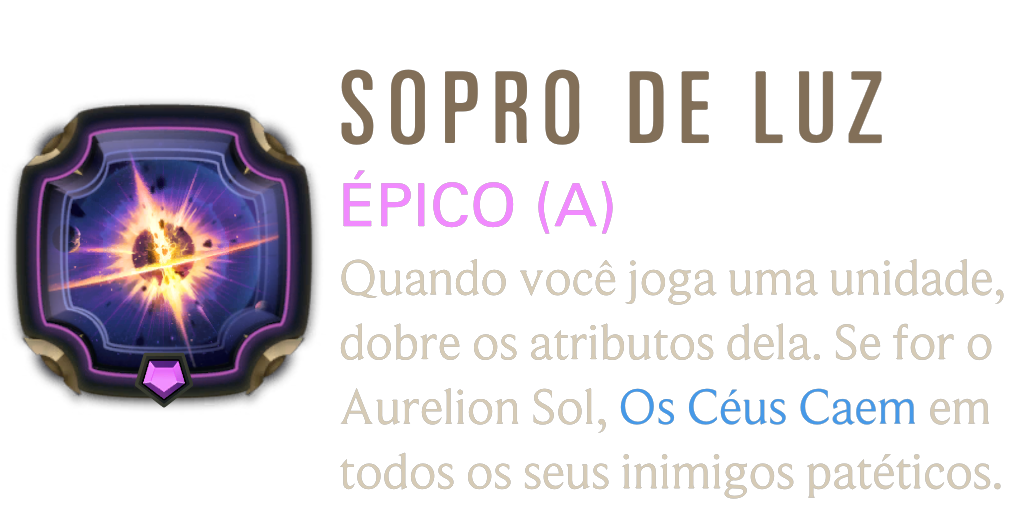 SOPRO DE LUZ
ÉPICO (A)
Quando você joga uma unidade,
dobre os atributos dela. Se for o
Aurelion Sol, Os Céus Caem em
todos os seus inimigos patéticos.